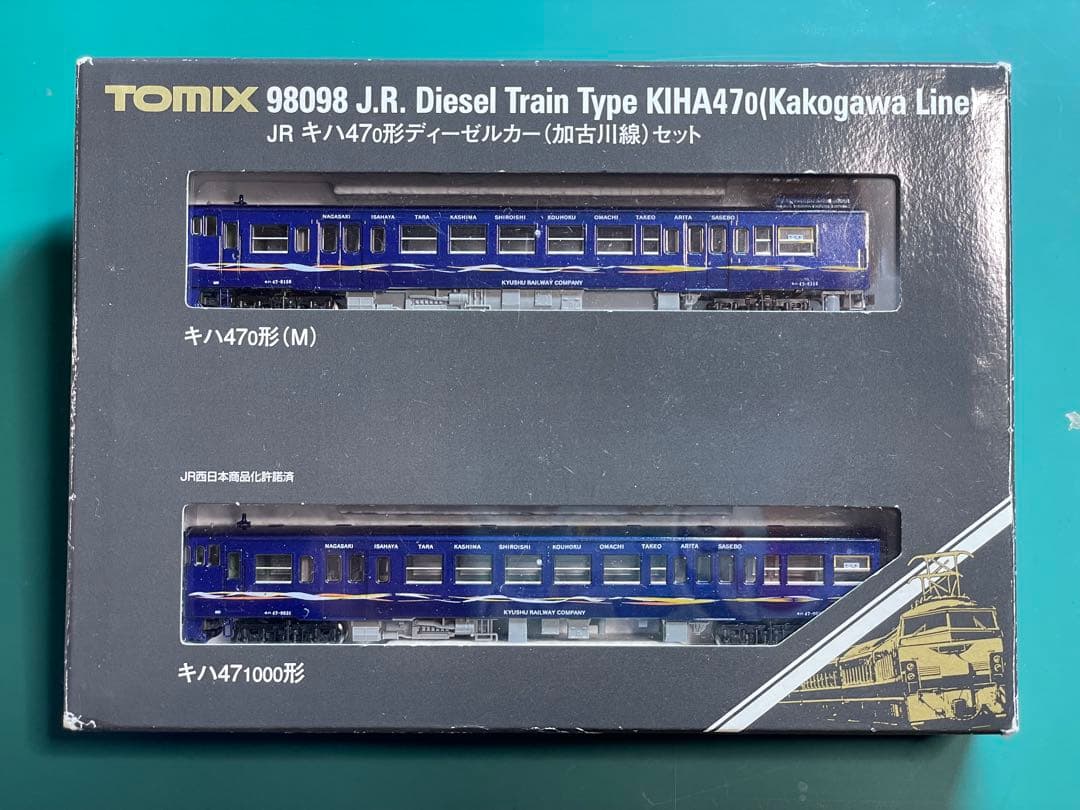 TOMIX 98098 J.R. Diesel Train Type KIHA470(Kakogawa Line)
JR キハ470形ディーゼルカー(加古川線)セット
NAGASAKI ISAHAYA TARA KASHIMA SHIROISHI KOUHOKU OMACHI TAKEO ARITA SASEBO
KYUSHU RAILWAY COMPANY
キハ470形(M)
JR西日本商品化許諾済
NAGASAKI ISAHAYA TARA KASHIMA SHIROISHI KOUHOKU OMACHI TAKEO ARITA SASEBO
KYUSHU RAILWAY COMPANY
キハ471000形